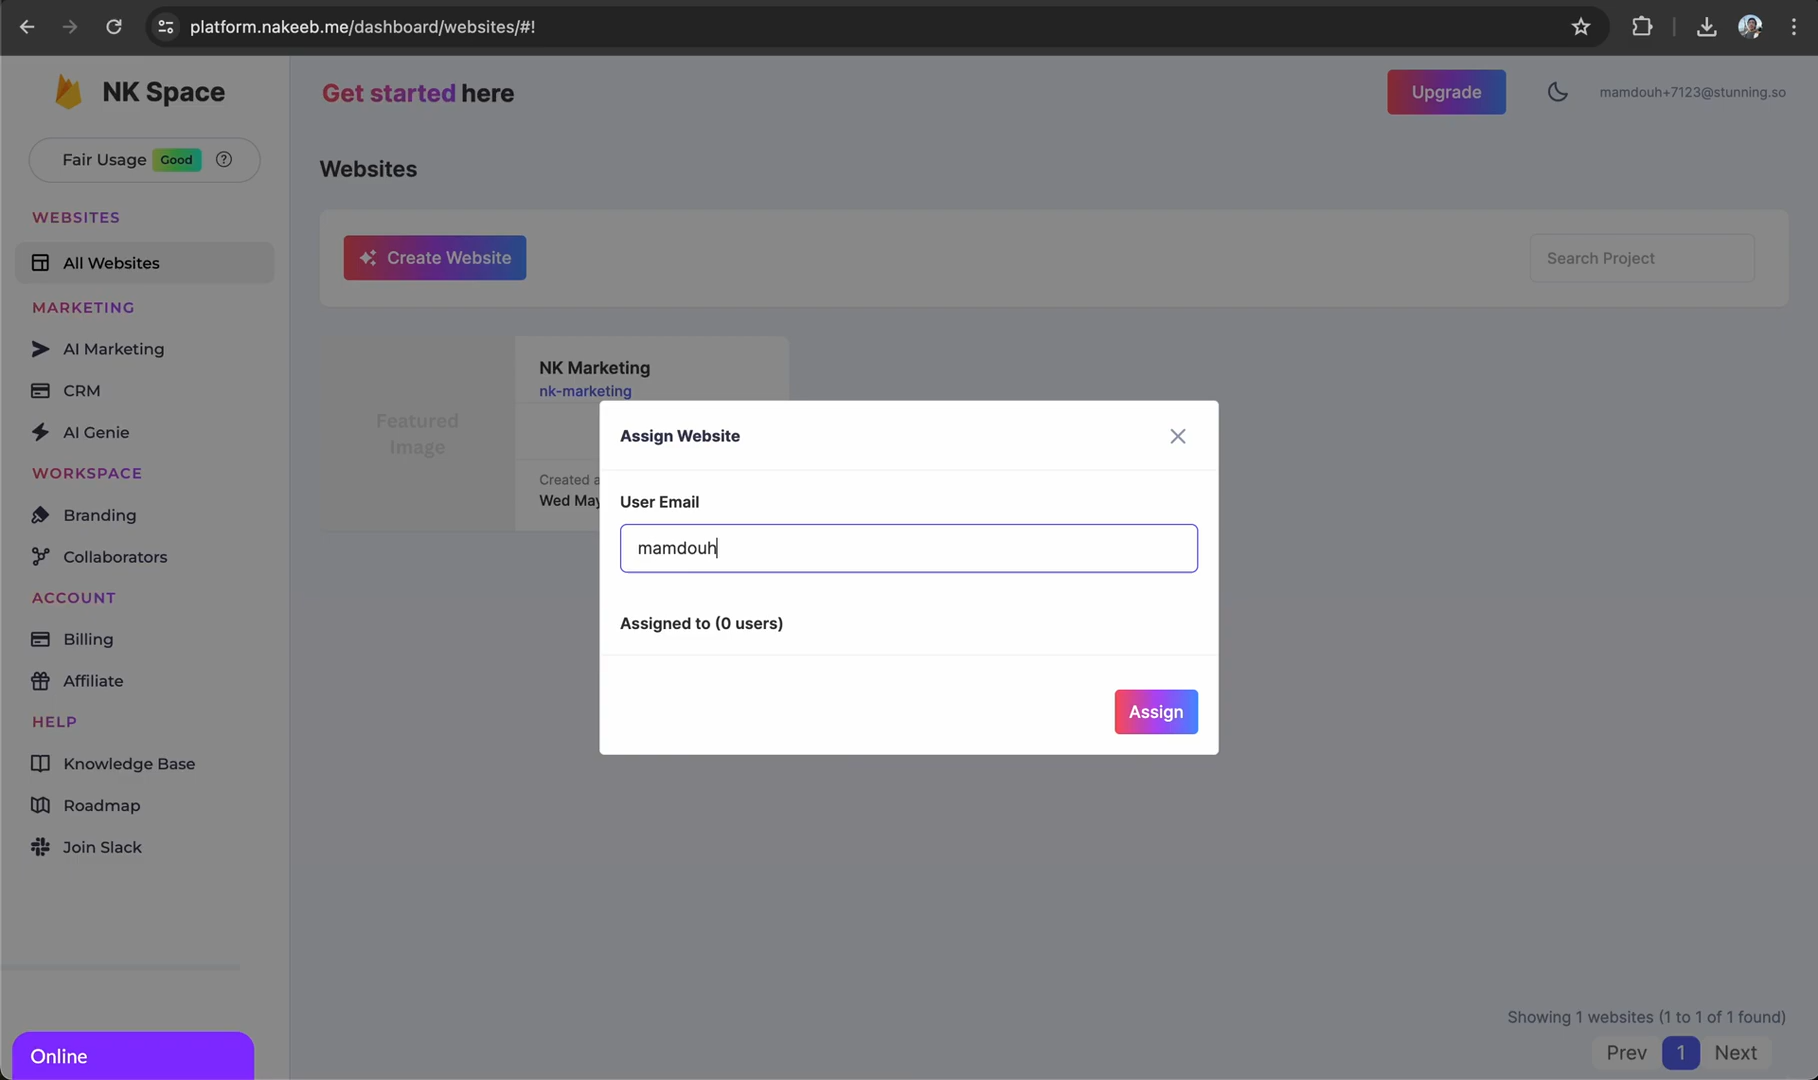 platform.nakeeb.me/dashboard/websites/#!
NK Space
Get started here
Upgrade
mamdouh+7123@stunning.so
Fair Usage Good
Websites
WEBSITES
All Websites
Create Website
Search Project
MARKETING
AI Marketing
CRM
AI Genie
NK Marketing
nk-marketing
Featured
Image
Created a
Wed May
Assign Website
User Email
mamdouh
Assigned to (0 users)
Assign
WORKSPACE
Branding
Collaborators
ACCOUNT
Billing
Affiliate
HELP
Knowledge Base
Roadmap
Join Slack
Online
Showing 1 websites (1 to 1 of 1 found)
Prev 1 Next